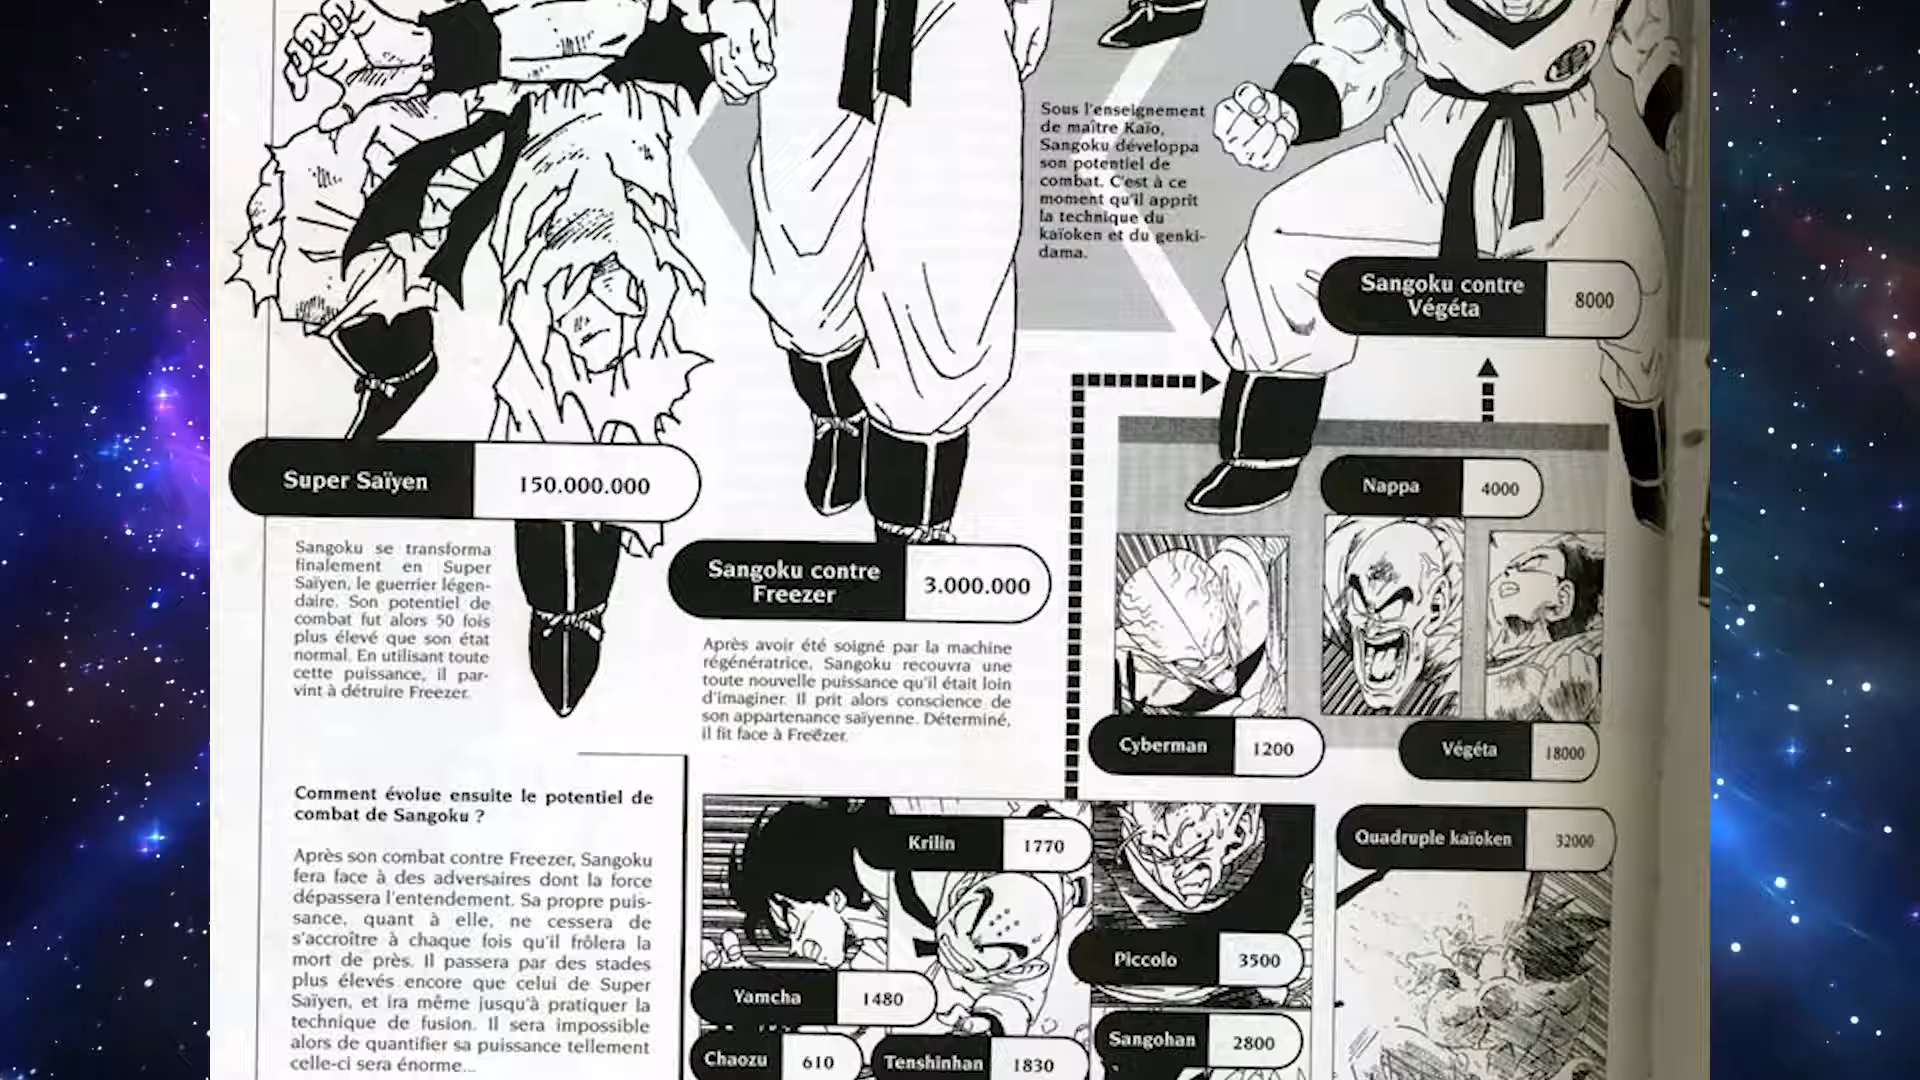 Sous l'enseignement
de maître Kaïo,
Sangoku développa
son potentiel de
combat. C'est à ce
moment qu'il apprit
la technique du
kaïoken et du genki-
dama.
Sangoku contre
Végéta
8000
Super Saïyen
150.000.000
Sangoku se transforma
finalement en Super
Saïyen, le guerrier légen-
daire. Son potentiel de
combat fut alors 50 fois
plus élevé que son état
normal. En utilisant toute
cette puissance, il par-
vint à détruire Freezer.
Sangoku contre
Freezer
3.000.000
Après avoir été soigné par la machine
régénératrice, Sangoku recouvra une
toute nouvelle puissance qu'il était loin
d'imaginer. Il prit alors conscience de
son appartenance saïyenne. Déterminé,
il fit face à Freezer.
Nappa
4000
Cyberman
1200
Végéta
18000
Comment évolue ensuite le potentiel de
combat de Sangoku ?
Après son combat contre Freezer, Sangoku
fera face à des adversaires dont la force
dépassera l'entendement. Sa propre puis-
sance, quant à elle, ne cessera de
s'accroître à chaque fois qu'il frôlera la
mort de près. Il passera par des stades
plus élevés encore que celui de Super
Saïyen, et ira même jusqu'à pratiquer la
technique de fusion. Il sera impossible
alors de quantifier sa puissance tellement
celle-ci sera énorme...
Krilin
1770
Quadruple kaïoken
32000
Piccolo
3500
Yamcha
1480
Sangohan
2800
Chaozu
610
Tenshinhan
1830